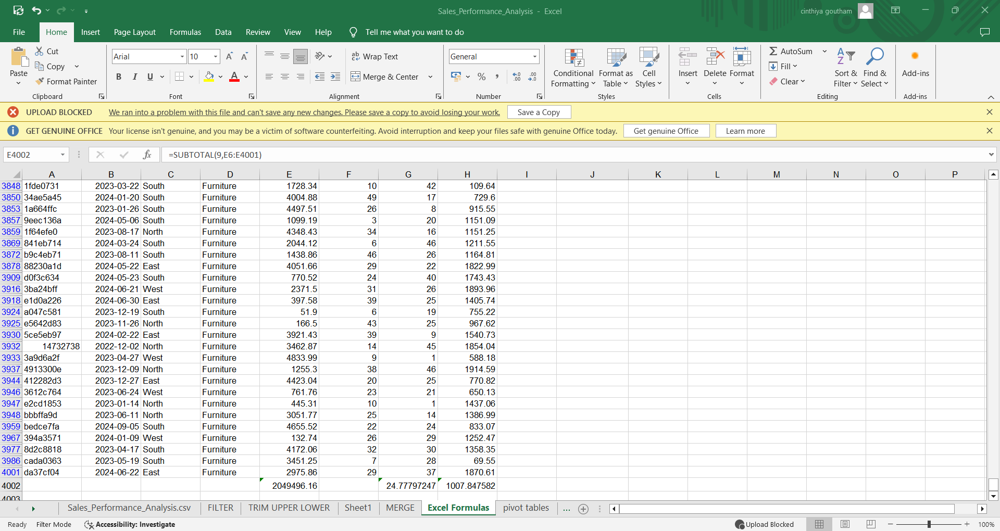 Sales_Performance_Analysis - Excel
cinthiya goutham
File Home Insert Page Layout Formulas Data Review View Help Tell me what you want to do
Paste
Cut
Copy
Format Painter
Clipboard
Arial 10
B I U
Font
Wrap Text
Merge & Center
Alignment
General
Number
Conditional Formatting
Format as Table
Cell Styles
Styles
Insert Delete Format
Cells
AutoSum
Fill
Clear
Sort & Filter
Find & Select
Editing
Add-ins
Add-ins
UPLOAD BLOCKED We ran into a problem with this file and can't save any new changes. Please save a copy to avoid losing your work. Save a Copy
GET GENUINE OFFICE Your license isn't genuine, and you may be a victim of software counterfeiting. Avoid interruption and keep your files safe with genuine Office today. Get genuine Office Learn more
E4002 fx =SUBTOTAL(9,E6:E4001)
A B C D E F G H I J K L M N O P
3848 1fde0731 2023-03-22 South Furniture 1728.34 10 42 109.64
3850 34ae5a45 2024-01-20 South Furniture 4004.88 49 17 729.6
3853 1a664ffc 2023-01-26 South Furniture 4497.51 26 8 915.55
3857 9eec136a 2024-05-06 South Furniture 1099.19 3 20 1151.09
3859 1f64efe0 2023-08-17 North Furniture 4348.43 34 16 1151.25
3869 841eb714 2024-03-24 South Furniture 2044.12 6 46 1211.55
3872 b9c4eb71 2023-08-11 South Furniture 1438.86 46 26 1164.81
3878 88230a1d 2024-05-22 East Furniture 4051.66 29 22 1822.99
3909 d0f3c634 2024-05-23 South Furniture 770.52 24 40 1743.43
3916 3ba24bff 2024-06-21 West Furniture 2371.5 31 26 1893.96
3918 e1d0a226 2024-06-30 East Furniture 397.58 39 25 1405.74
3924 a047c581 2023-12-19 South Furniture 51.9 6 19 755.22
3925 e5642d83 2023-11-26 North Furniture 166.5 43 25 967.62
3930 5ce5eb97 2024-02-22 East Furniture 3921.43 39 9 1540.73
3932 14732738 2022-12-02 North Furniture 3462.87 14 45 1854.04
3933 3a9d6a2f 2023-04-27 West Furniture 4833.99 9 1 588.18
3937 4913300e 2023-12-09 North Furniture 1255.3 38 46 1914.59
3944 412282d3 2023-12-27 East Furniture 4423.04 20 25 770.82
3946 3612c764 2023-06-24 West Furniture 761.76 23 21 650.13
3947 e2cd1853 2023-01-14 North Furniture 445.31 10 1 1437.06
3948 bbbffa9d 2023-06-11 North Furniture 3051.77 25 14 1386.99
3959 bedce7fa 2024-09-05 South Furniture 4655.52 22 24 833.07
3967 394a3571 2024-01-09 West Furniture 132.74 26 29 1252.47
3977 8d2c8818 2023-04-17 South Furniture 4172.06 32 30 1358.35
3986 cada0363 2023-05-19 South Furniture 3451.25 7 28 69.55
4001 da37cf04 2024-06-22 East Furniture 2975.86 29 37 1870.61
4002 2049496.16 24.77797247 1007.847582
4003
Sales_Performance_Analysis.csv FILTER TRIM UPPER LOWER Sheet1 MERGE Excel Formulas pivot tables ...
Ready Filter Mode Accessibility: Investigate Upload Blocked 100%